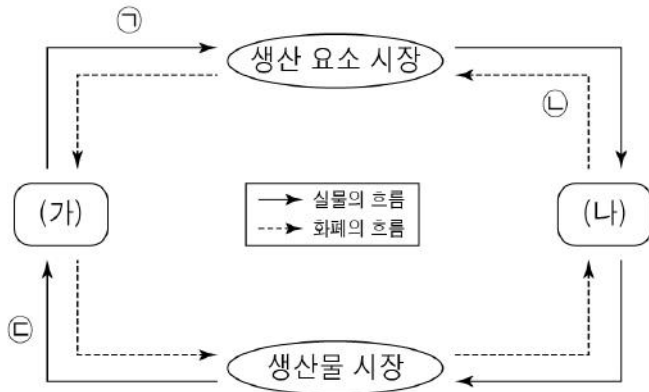 ㉠
생산 요소 시장
㉡
(가)
실물의 흐름
화폐의 흐름
(나)
㉢
생산물 시장